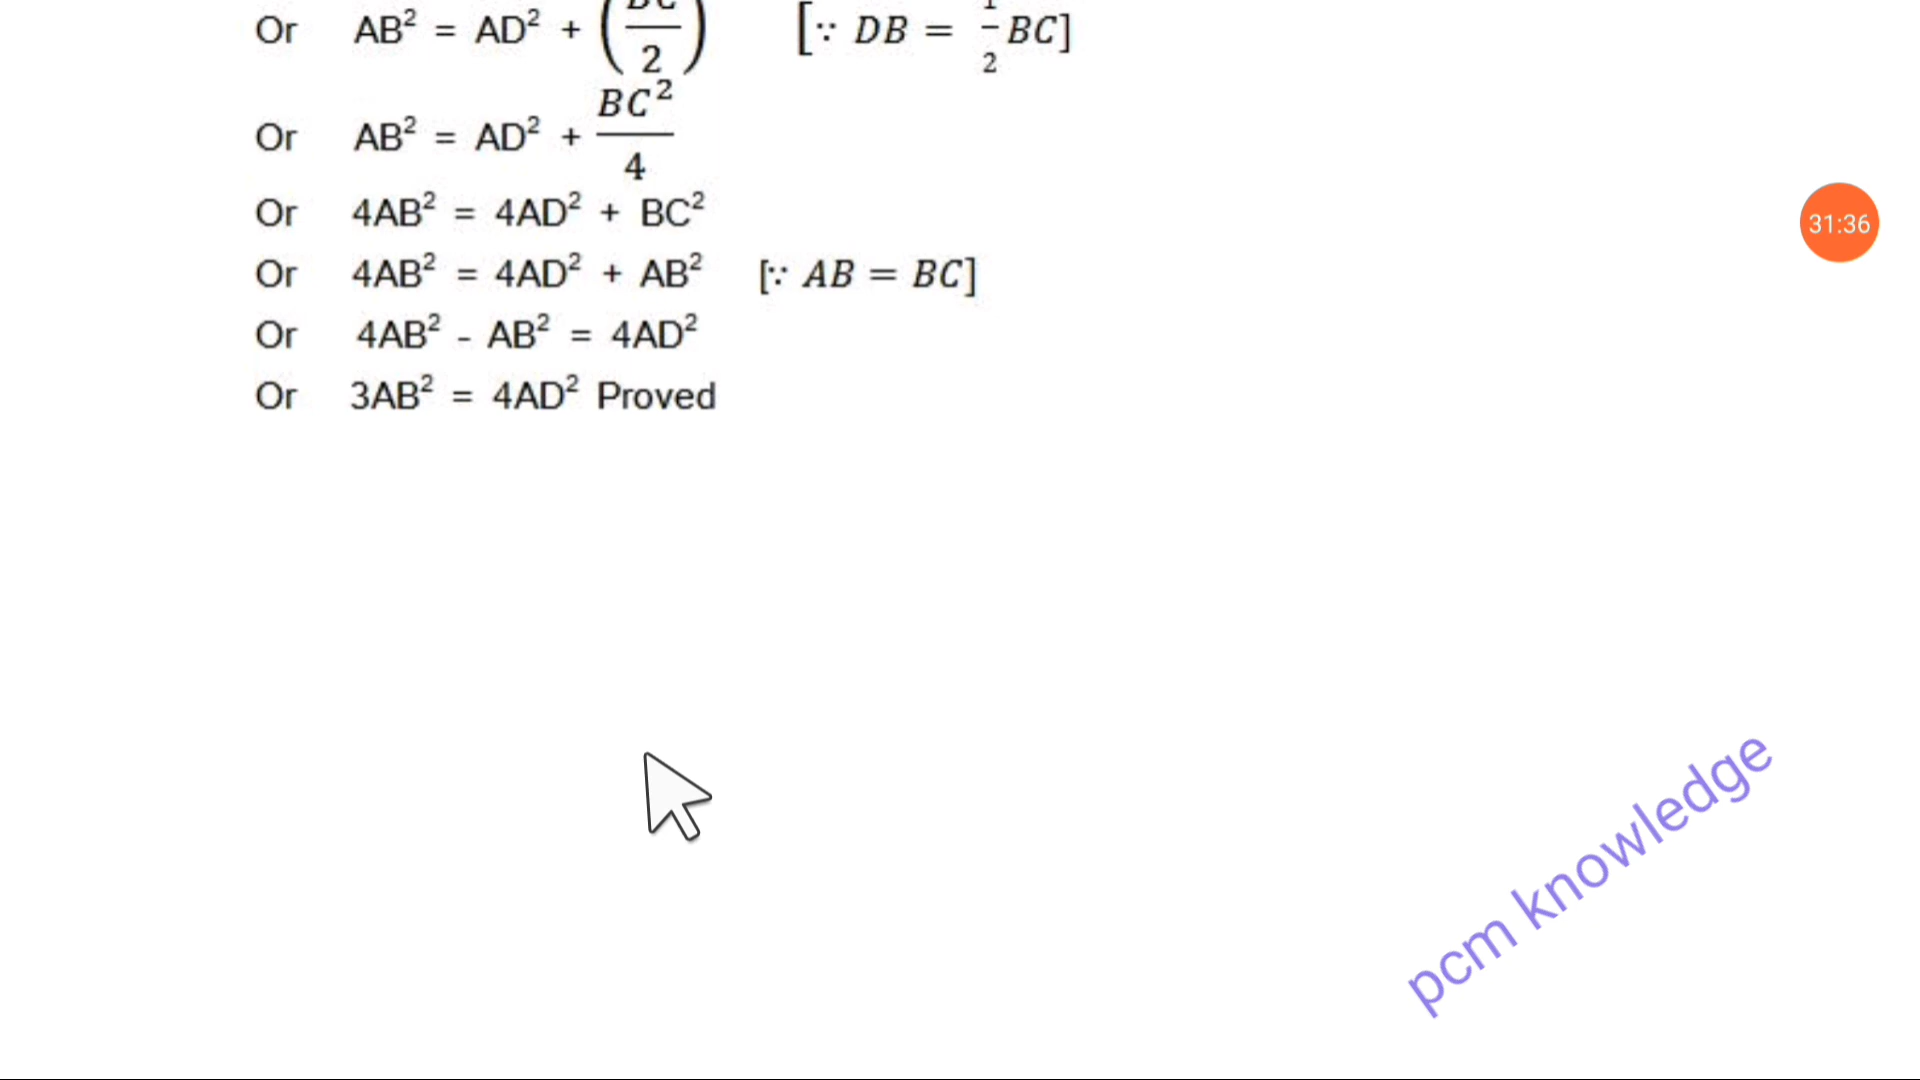 Or AB² = AD² + (BC/2) [∵ DB = 1/2 BC]
Or AB² = AD² + BC²/4
Or 4AB² = 4AD² + BC²
Or 4AB² = 4AD² + AB² [∵ AB = BC]
Or 4AB² - AB² = 4AD²
Or 3AB² = 4AD² Proved
31:36
pcm knowledge